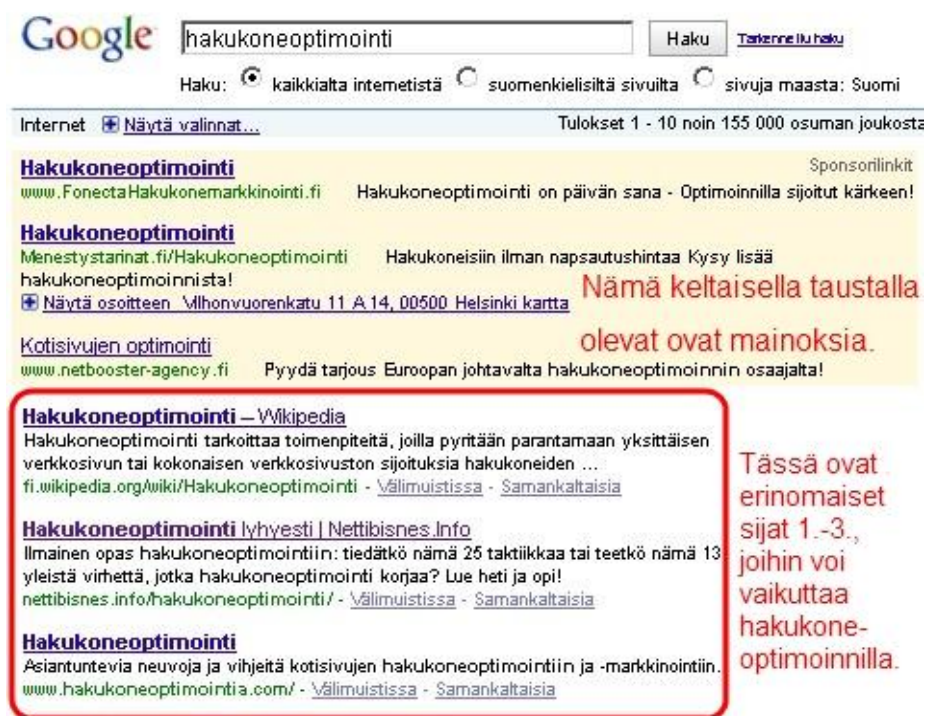 Google hakukoneoptimointi Haku Tarkennettu haku
Haku: kaikkialta internetistä suomenkielisiltä sivuilta sivuja maasta: Suomi
Internet Näytä valinnat... Tulokset 1 - 10 noin 155 000 osuman joukosta
Hakukoneoptimointi Sponsorilinkit
www.FonectaHakukonemarkkinointi.fi Hakukoneoptimointi on päivän sana - Optimoinnilla sijoitut kärkeen!
Hakukoneoptimointi
Menestystarinat.fi/Hakukoneoptimointi Hakukoneisiin ilman napsautushintaa Kysy lisää
hakukoneoptimoinnista!
Näytä osoitteen Vilhonvuorenkatu 11 A 14, 00500 Helsinki kartta
Nämä keltaisella taustalla
olevat ovat mainoksia.
Kotisivujen optimointi
www.netbooster-agency.fi Pyydä tarjous Euroopan johtavalta hakukoneoptimoinnin osaajalta!
Hakukoneoptimointi – Wikipedia
Hakukoneoptimointi tarkoittaa toimenpiteitä, joilla pyritään parantamaan yksittäisen
verkkosivun tai kokonaisen verkkosivuston sijoituksia hakukoneiden ...
fi.wikipedia.org/wiki/Hakukoneoptimointi - Välimuistissa - Samankaltaisia
Hakukoneoptimointi lyhyesti | Nettibisnes.Info
Ilmainen opas hakukoneoptimointiin: tiedätkö nämä 25 taktiikkaa tai teetkö nämä 13
yleistä virhettä, jotka hakukoneoptimointi korjaa? Lue heti ja opi!
nettibisnes.info/hakukoneoptimointi/ - Välimuistissa - Samankaltaisia
Hakukoneoptimointi
Asiantuntevia neuvoja ja vihjeitä kotisivujen hakukoneoptimointiin ja -markkinointiin.
www.hakukoneoptimointia.com/ - Välimuistissa - Samankaltaisia
Tässä ovat
erinomaiset
sijat 1.-3.,
joihin voi
vaikuttaa
hakukone-
optimoinnilla.